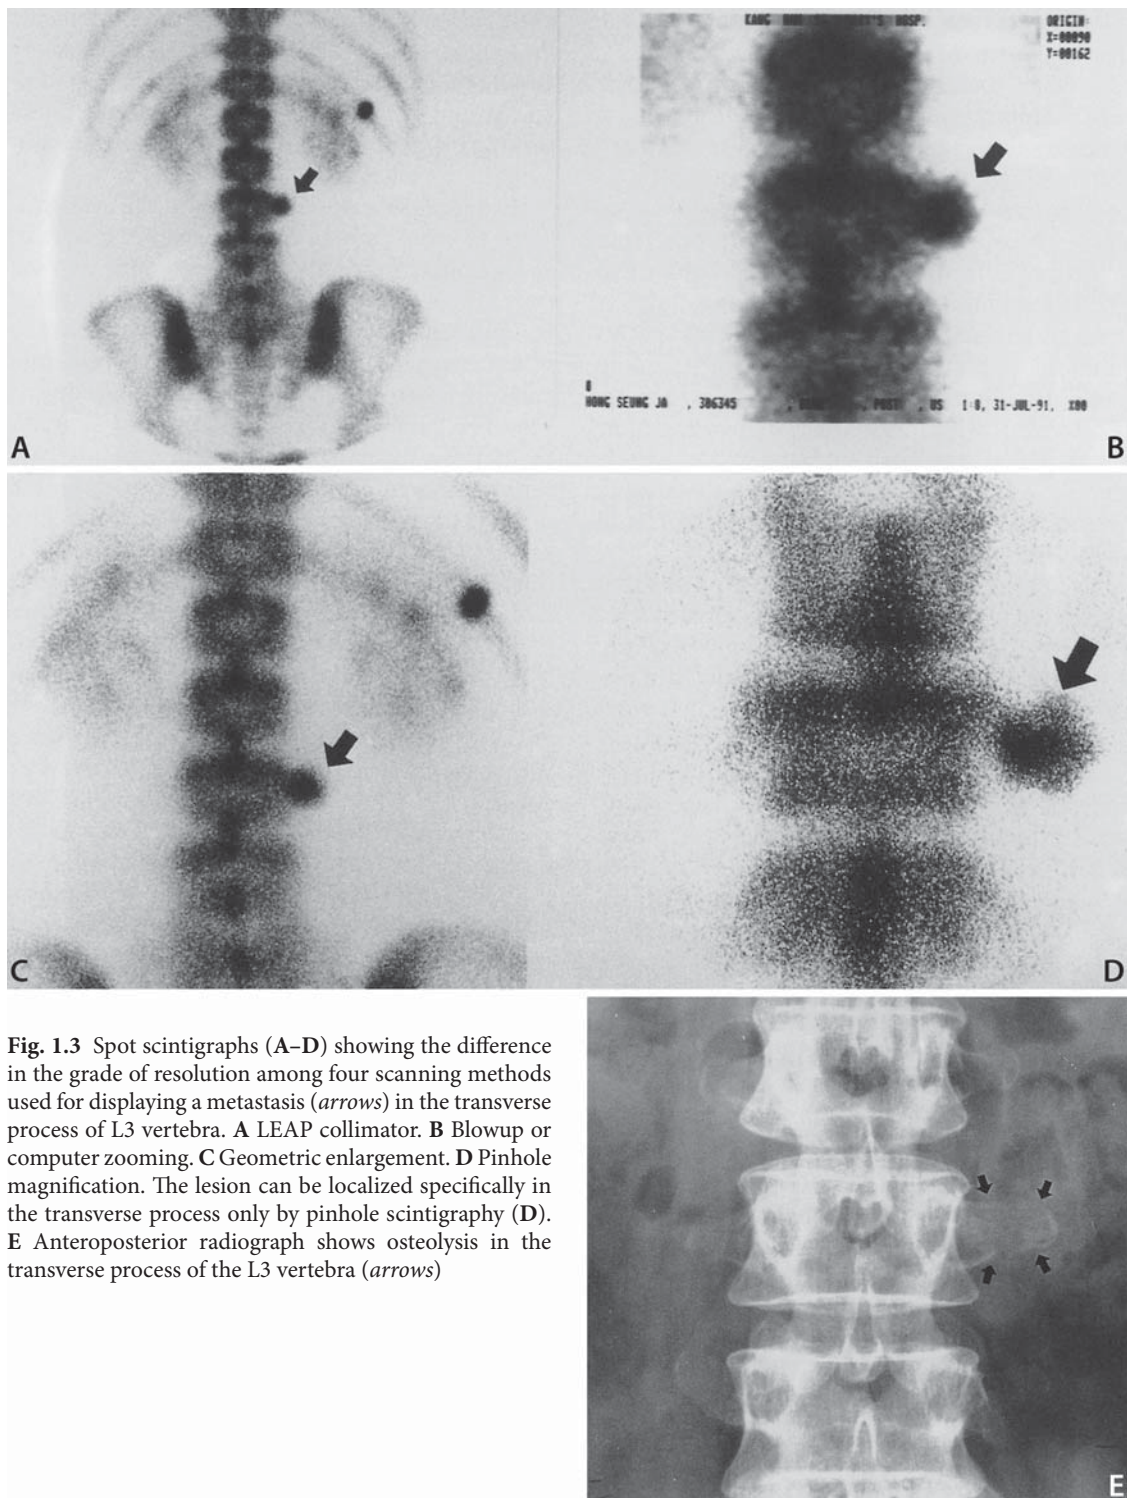 KANG
HOSP.
ORIGIN:
X=00090
Y=00162
HONG SEUNG JA , 306345 , POST , US 1:8, 31-JUL-91, X00
A
B
C
D
Fig. 1.3 Spot scintigraphs (A–D) showing the difference
in the grade of resolution among four scanning methods
used for displaying a metastasis (arrows) in the transverse
process of L3 vertebra. A LEAP collimator. B Blowup or
computer zooming. C Geometric enlargement. D Pinhole
magnification. The lesion can be localized specifically in
the transverse process only by pinhole scintigraphy (D).
E Anteroposterior radiograph shows osteolysis in the
transverse process of the L3 vertebra (arrows)
E